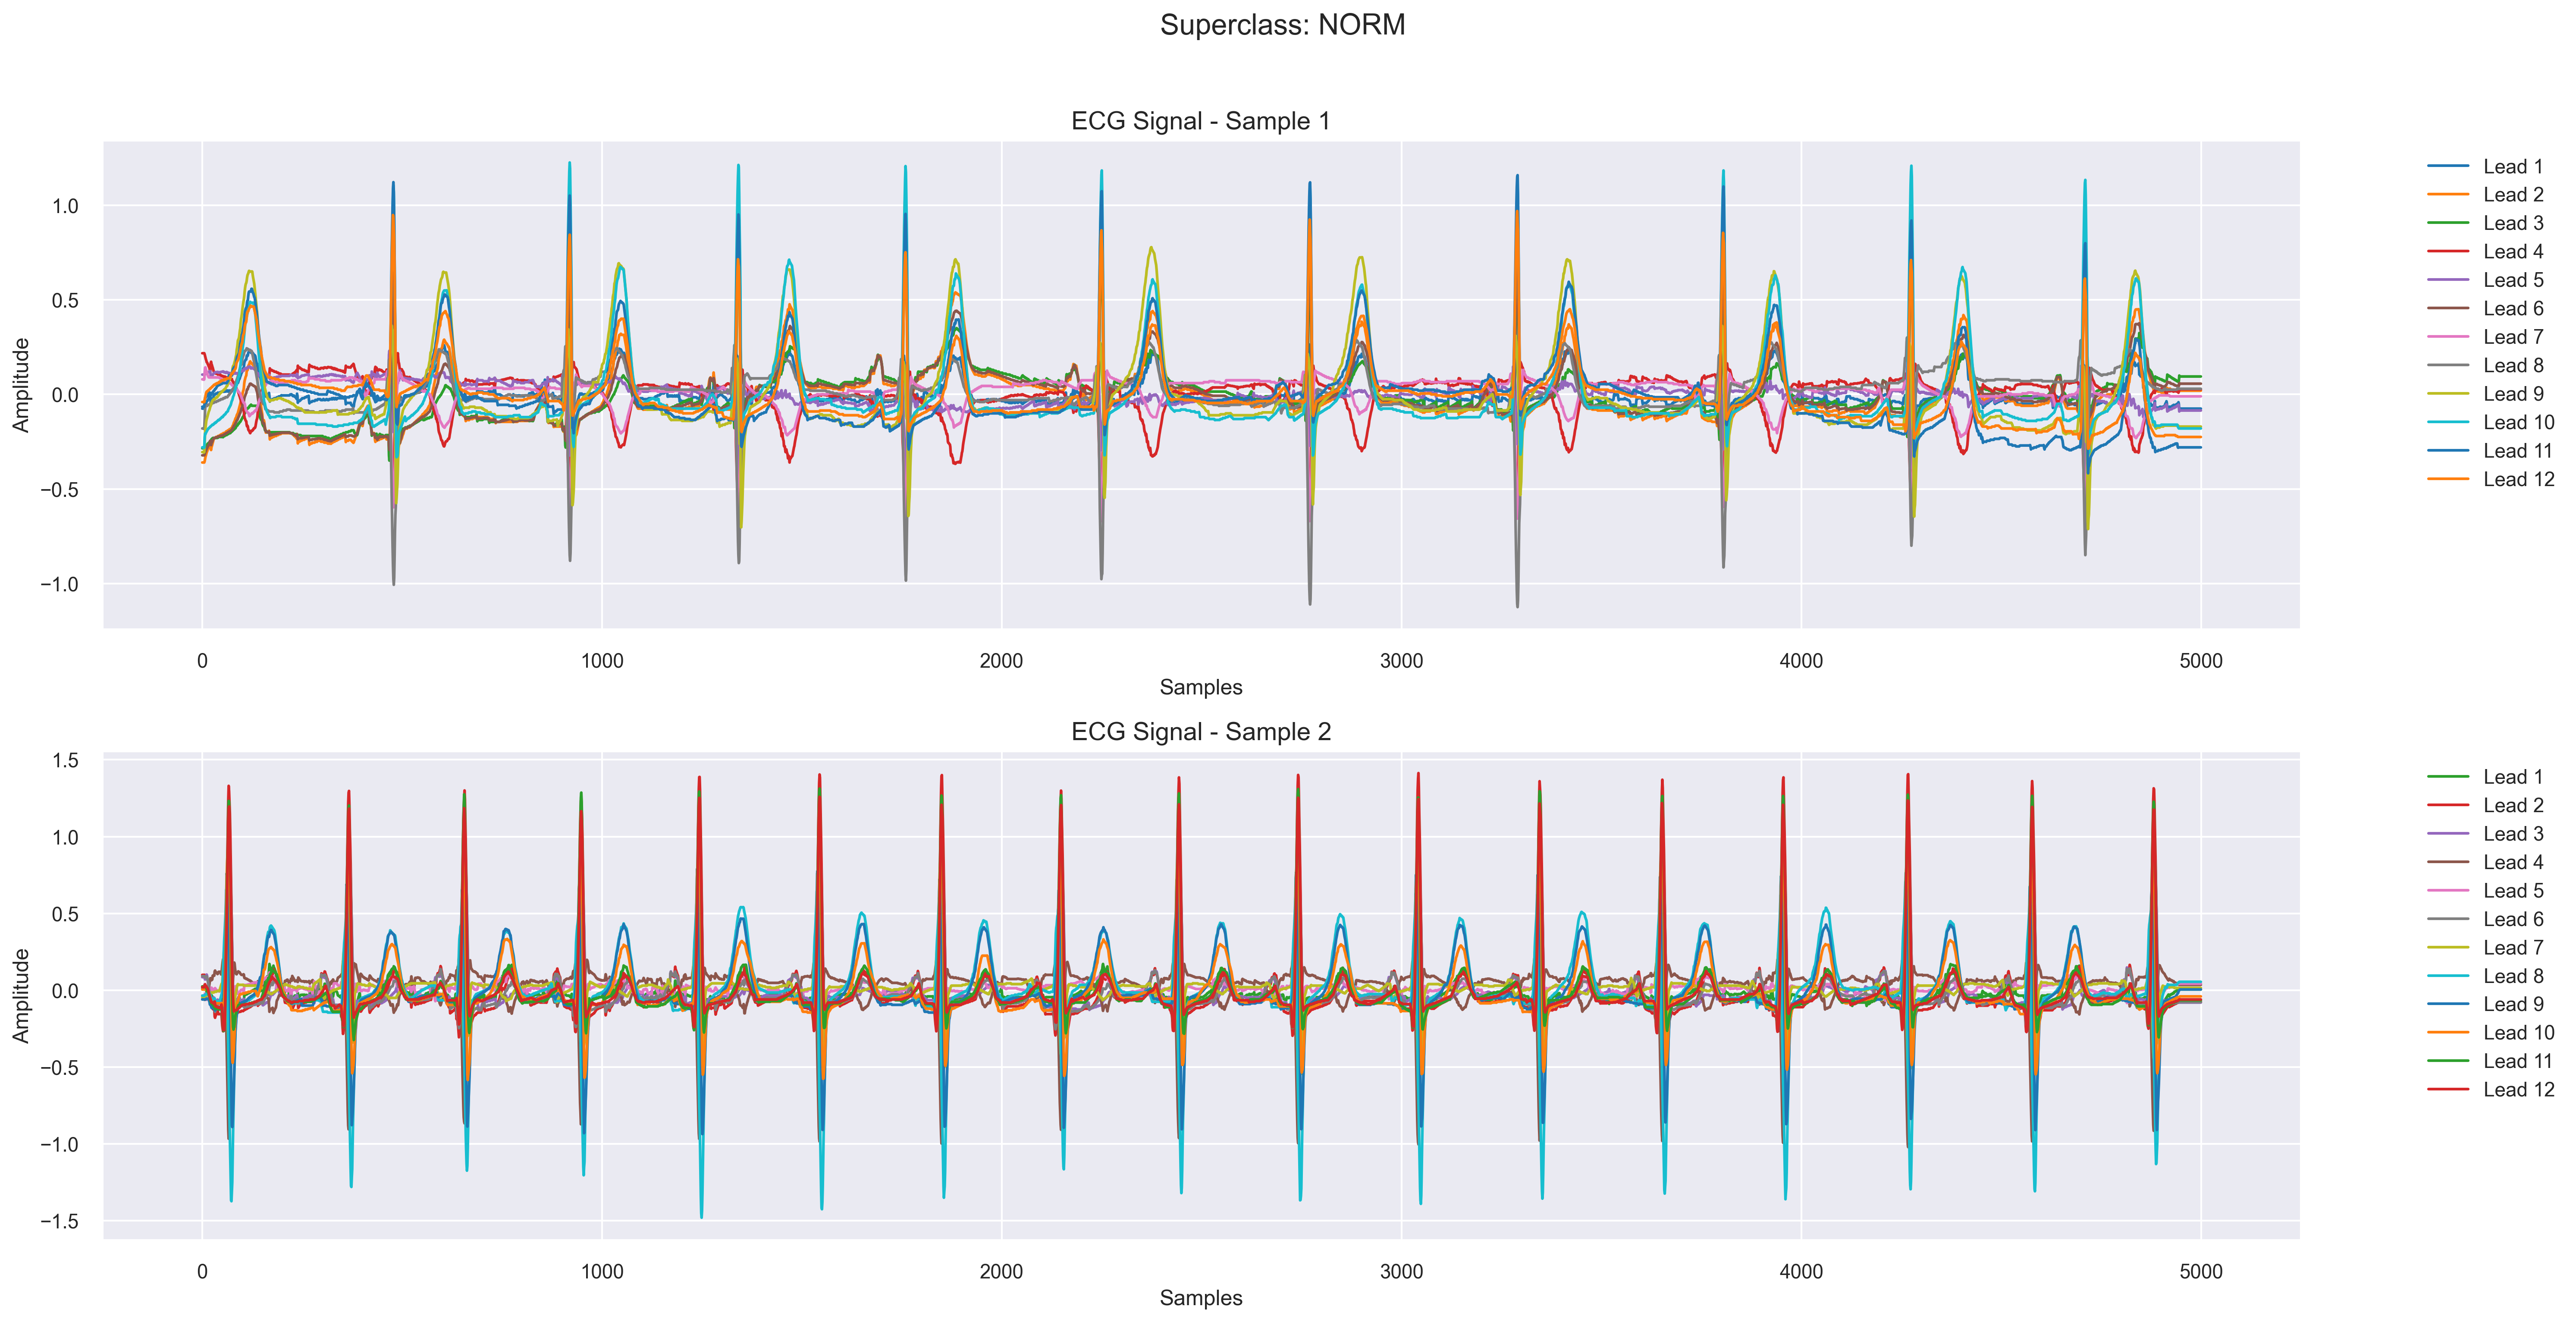 Superclass: NORM
ECG Signal - Sample 1
Amplitude
1.0
0.5
0.0
−0.5
−1.0
0 1000 2000 3000 4000 5000
Samples
Lead 1
Lead 2
Lead 3
Lead 4
Lead 5
Lead 6
Lead 7
Lead 8
Lead 9
Lead 10
Lead 11
Lead 12
ECG Signal - Sample 2
Amplitude
1.5
1.0
0.5
0.0
−0.5
−1.0
−1.5
0 1000 2000 3000 4000 5000
Samples
Lead 1
Lead 2
Lead 3
Lead 4
Lead 5
Lead 6
Lead 7
Lead 8
Lead 9
Lead 10
Lead 11
Lead 12